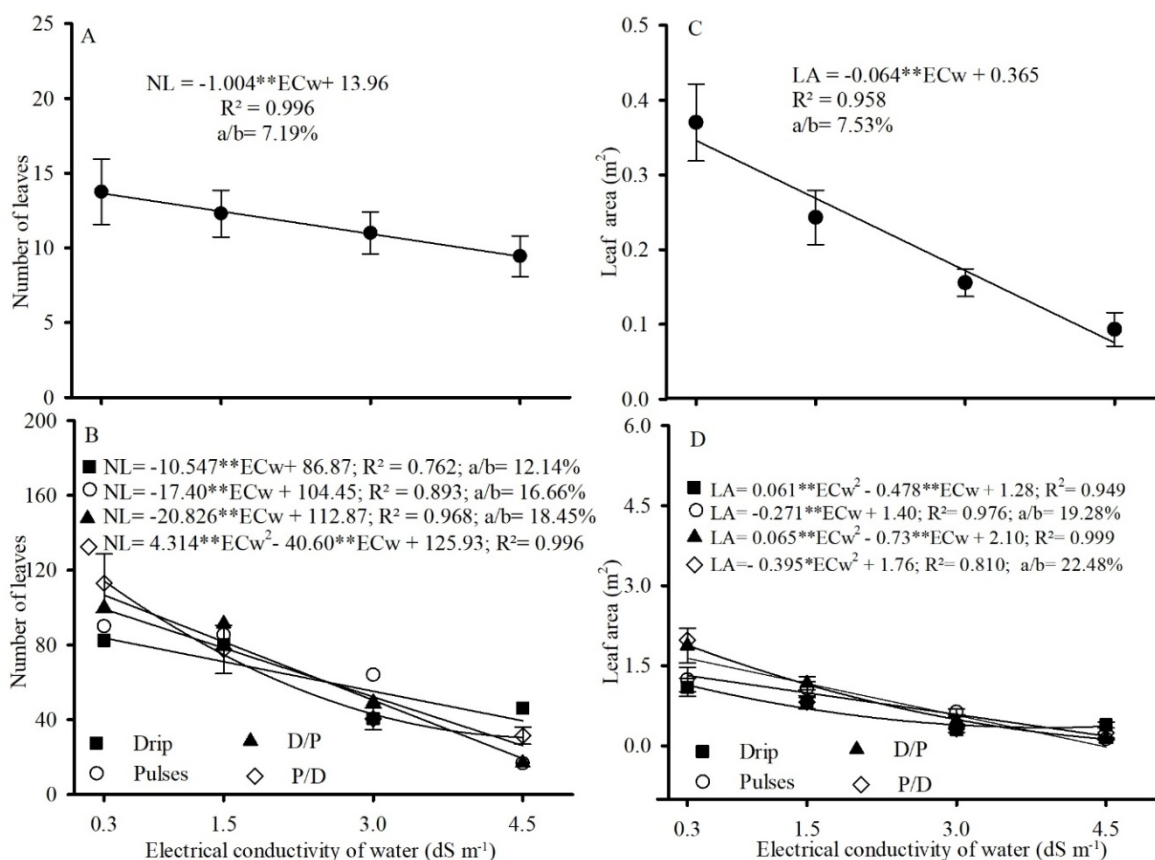 A
NL = -1.004**ECw+ 13.96
R² = 0.996
a/b= 7.19%
25
20
15
10
5
0
Number of leaves
C
LA = -0.064**ECw + 0.365
R² = 0.958
a/b= 7.53%
0.5
0.4
0.3
0.2
0.1
0.0
Leaf area (m²)
B
NL= -10.547**ECw+ 86.87; R² = 0.762; a/b= 12.14%
NL= -17.40**ECw + 104.45; R² = 0.893; a/b= 16.66%
NL= -20.826**ECw + 112.87; R² = 0.968; a/b= 18.45%
NL= 4.314**ECw²- 40.60**ECw + 125.93; R²= 0.996
200
160
120
80
40
0
Number of leaves
Drip
D/P
Pulses
P/D
0.3
1.5
3.0
4.5
Electrical conductivity of water (dS m⁻¹)
D
LA= 0.061**ECw² - 0.478**ECw + 1.28; R²= 0.949
LA= -0.271**ECw + 1.40; R²= 0.976; a/b= 19.28%
LA= 0.065**ECw² - 0.73**ECw + 2.10; R²= 0.999
LA= - 0.395*ECw² + 1.76; R²= 0.810; a/b= 22.48%
6.0
4.5
3.0
1.5
0.0
Leaf area (m²)
Drip
D/P
Pulses
P/D
0.3
1.5
3.0
4.5
Electrical conductivity of water (dS m⁻¹)